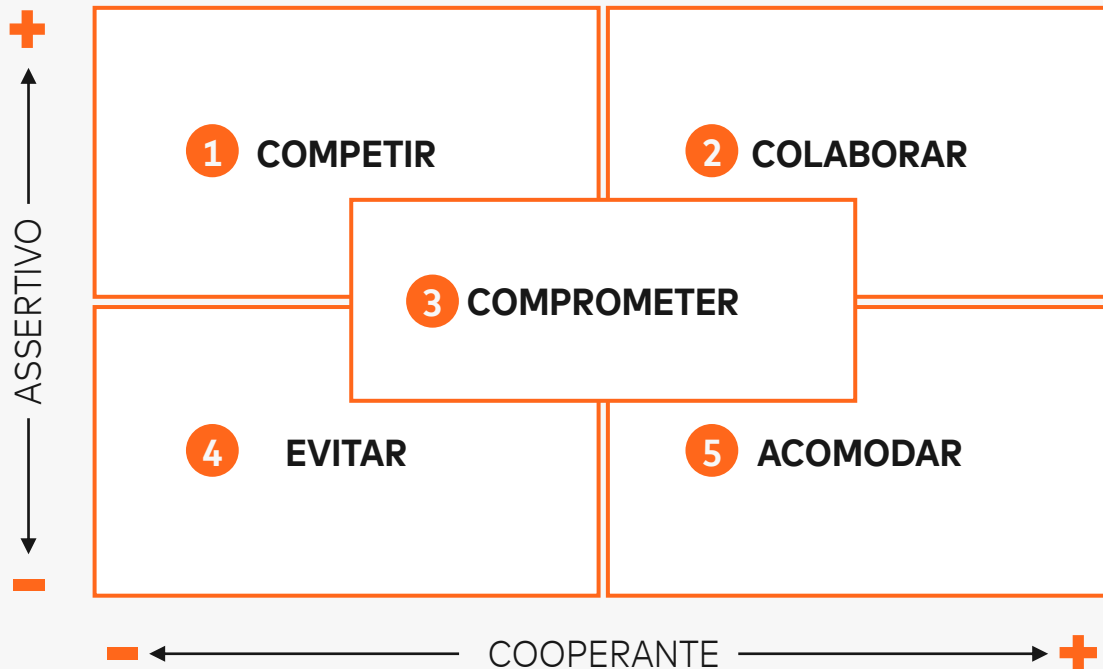 +
ASSERTIVO
−
1 COMPETIR
2 COLABORAR
3 COMPROMETER
4 EVITAR
5 ACOMODAR
− COOPERANTE +